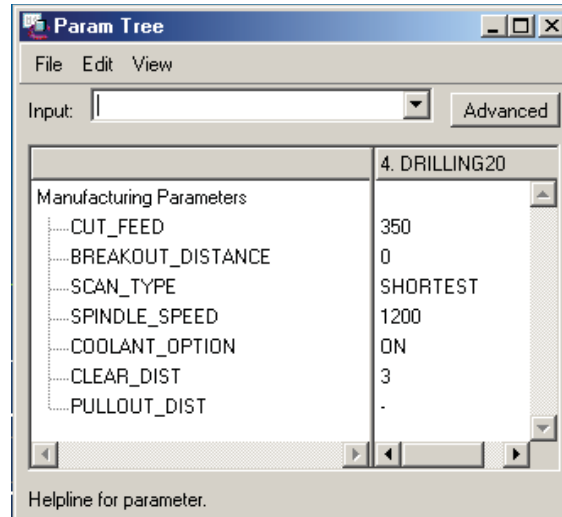 Param Tree
File Edit View
Input: Advanced
4. DRILLING20
Manufacturing Parameters
CUT_FEED 350
BREAKOUT_DISTANCE 0
SCAN_TYPE SHORTEST
SPINDLE_SPEED 1200
COOLANT_OPTION ON
CLEAR_DIST 3
PULLOUT_DIST -
Helpline for parameter.